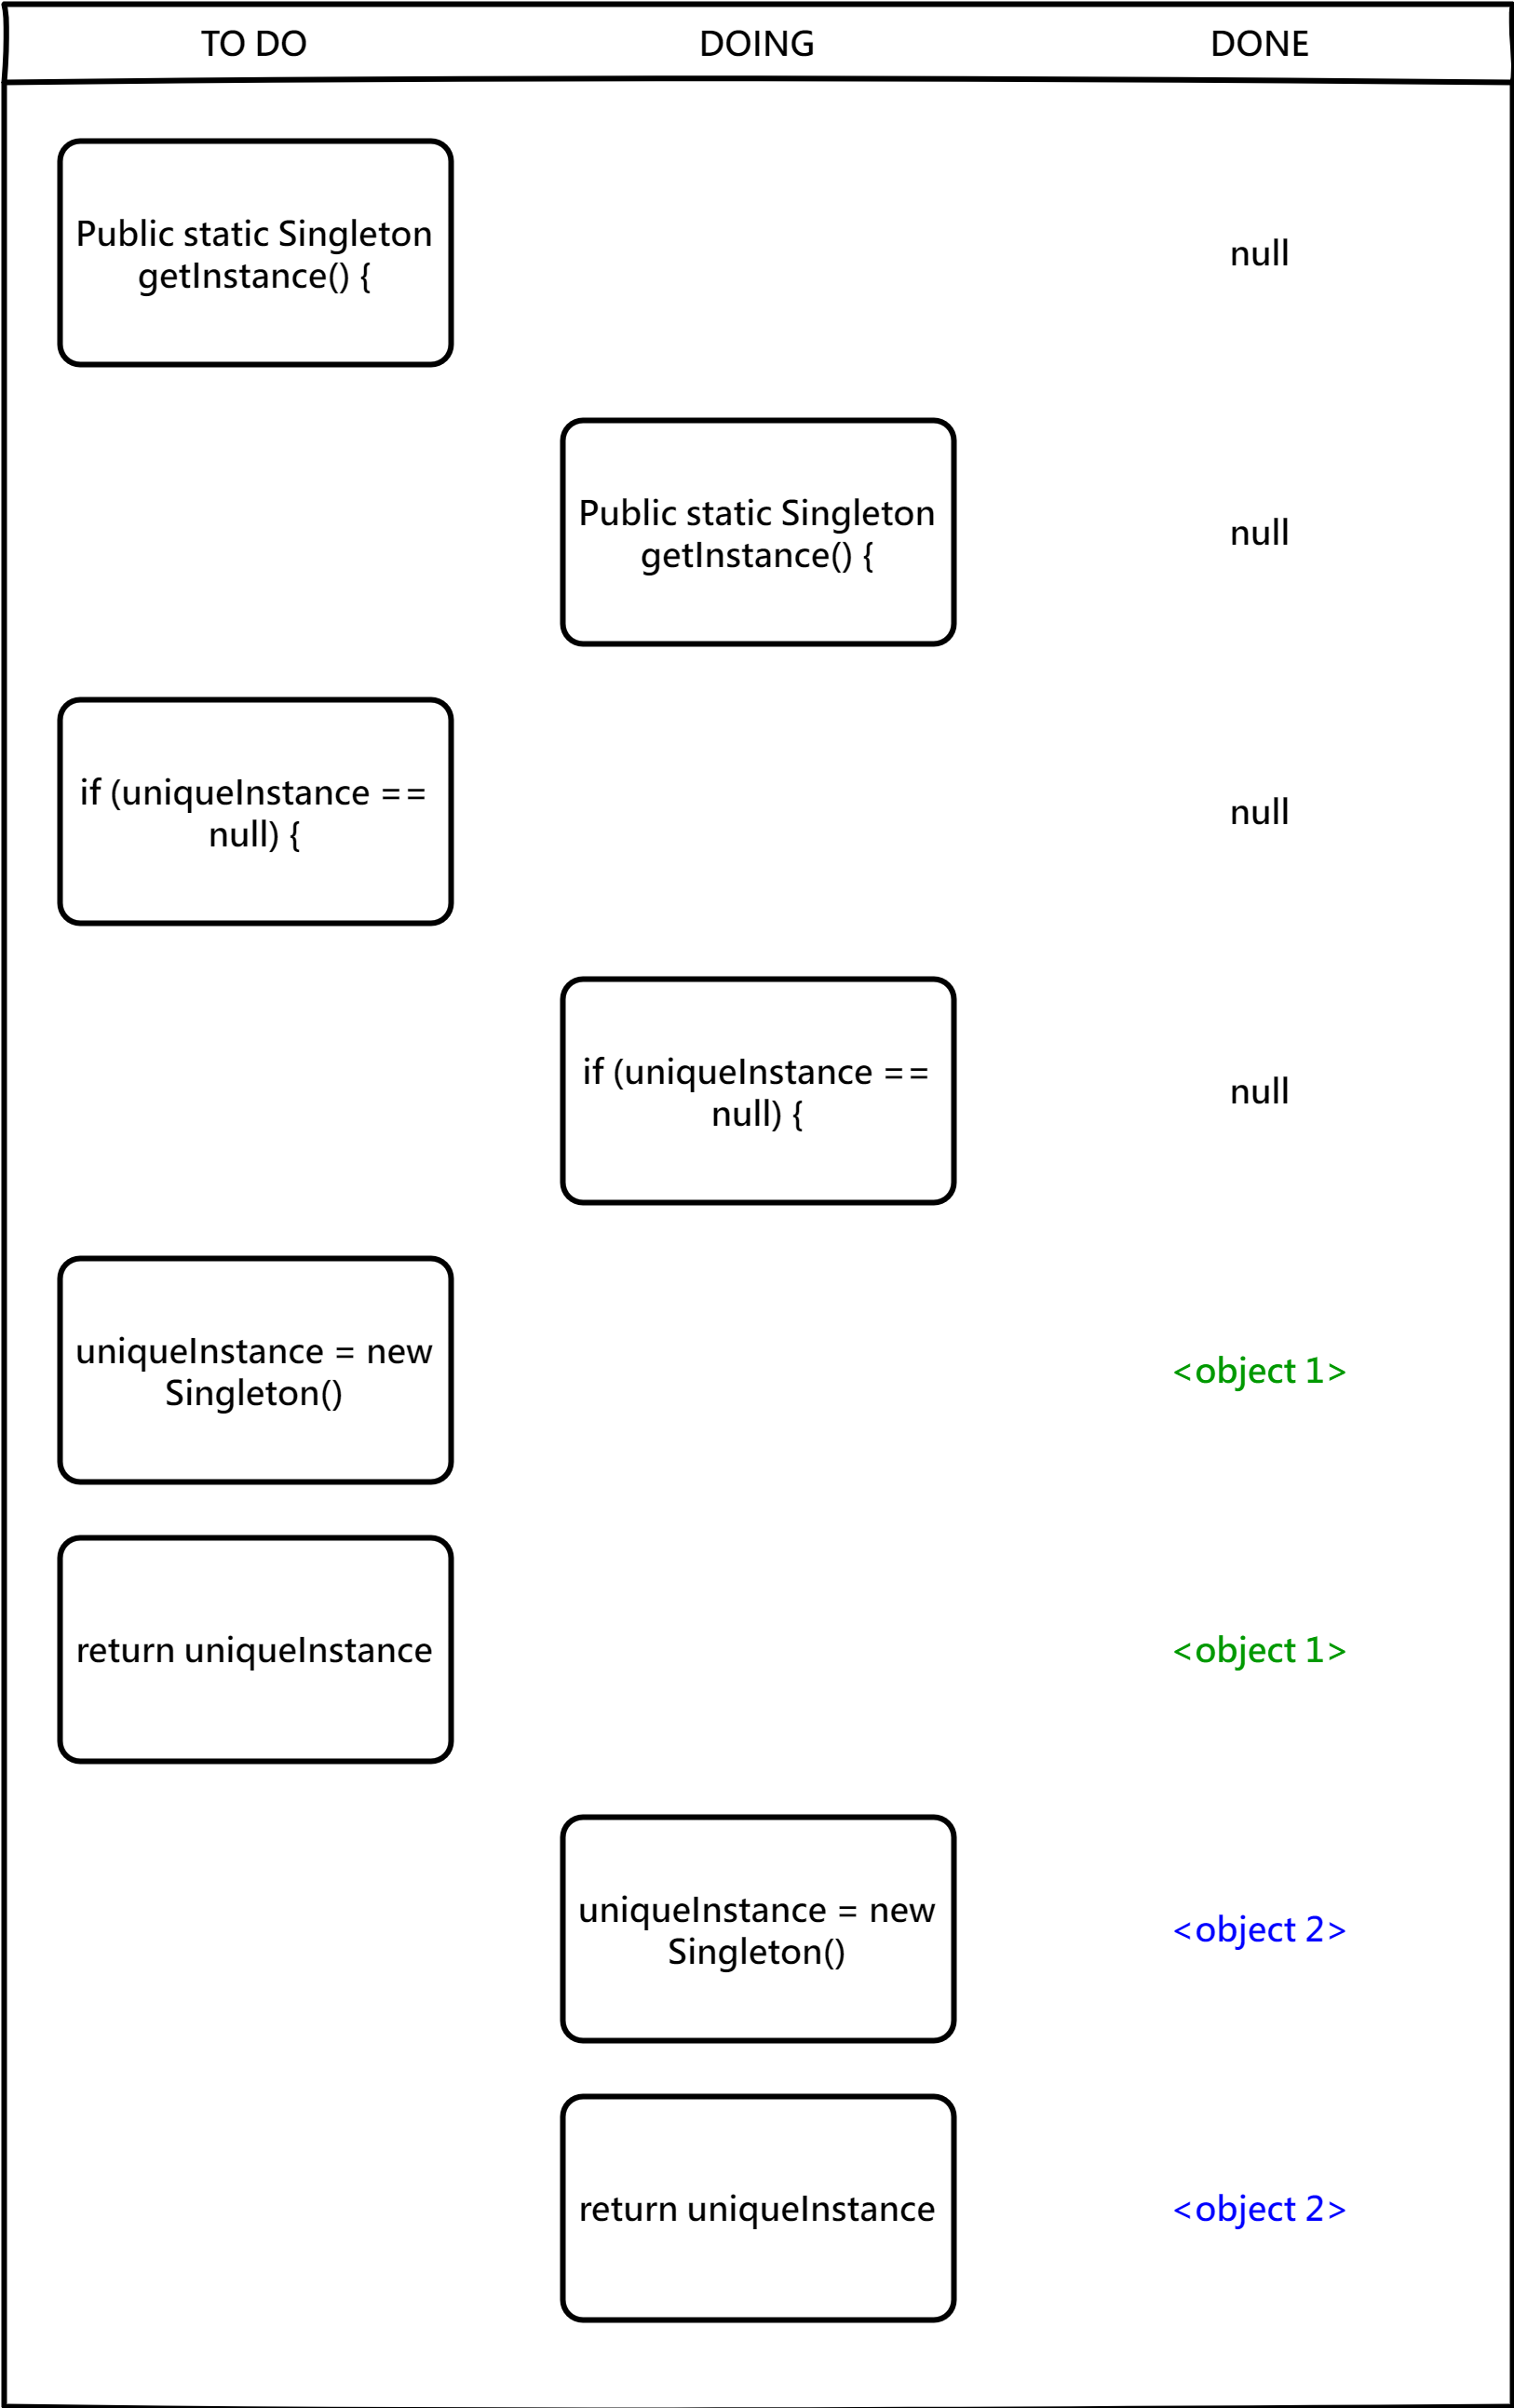 TO DO
DOING
DONE
Public static Singleton
getInstance() {
null
Public static Singleton
getInstance() {
null
if (uniqueInstance ==
null) {
null
if (uniqueInstance ==
null) {
null
uniqueInstance = new
Singleton()
<object 1>
return uniqueInstance
<object 1>
uniqueInstance = new
Singleton()
<object 2>
return uniqueInstance
<object 2>